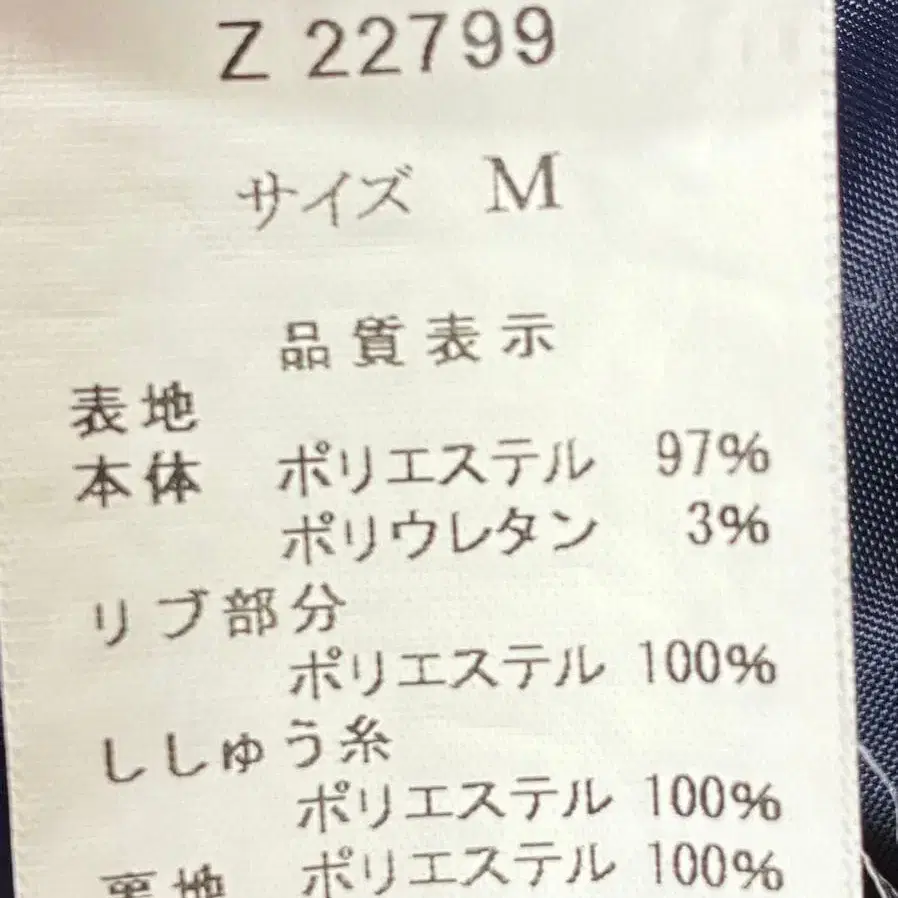 Z 22799
サイズ M
品質表示
表地
本体 ポリエステル 97%
ポリウレタン 3%
リブ部分
ポリエステル 100%
ししゅう糸
ポリエステル 100%
裏地 ポリエステル 100%